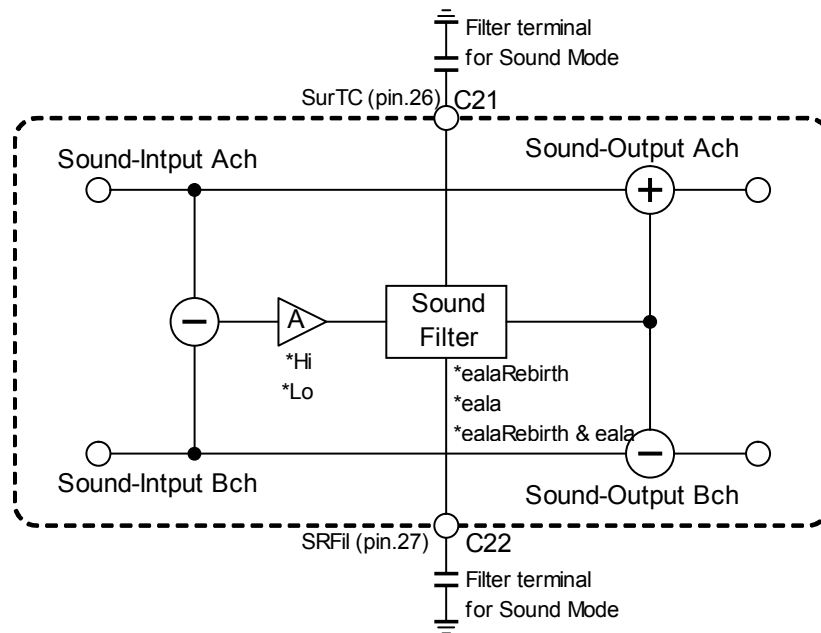 Filter terminal
for Sound Mode
SurTC (pin.26)
C21
Sound-Intput Ach
Sound-Output Ach
+
−
A
Sound
Filter
*Hi
*Lo
*ealaRebirth
*eala
*ealaRebirth & eala
−
Sound-Intput Bch
Sound-Output Bch
SRFil (pin.27)
C22
Filter terminal
for Sound Mode